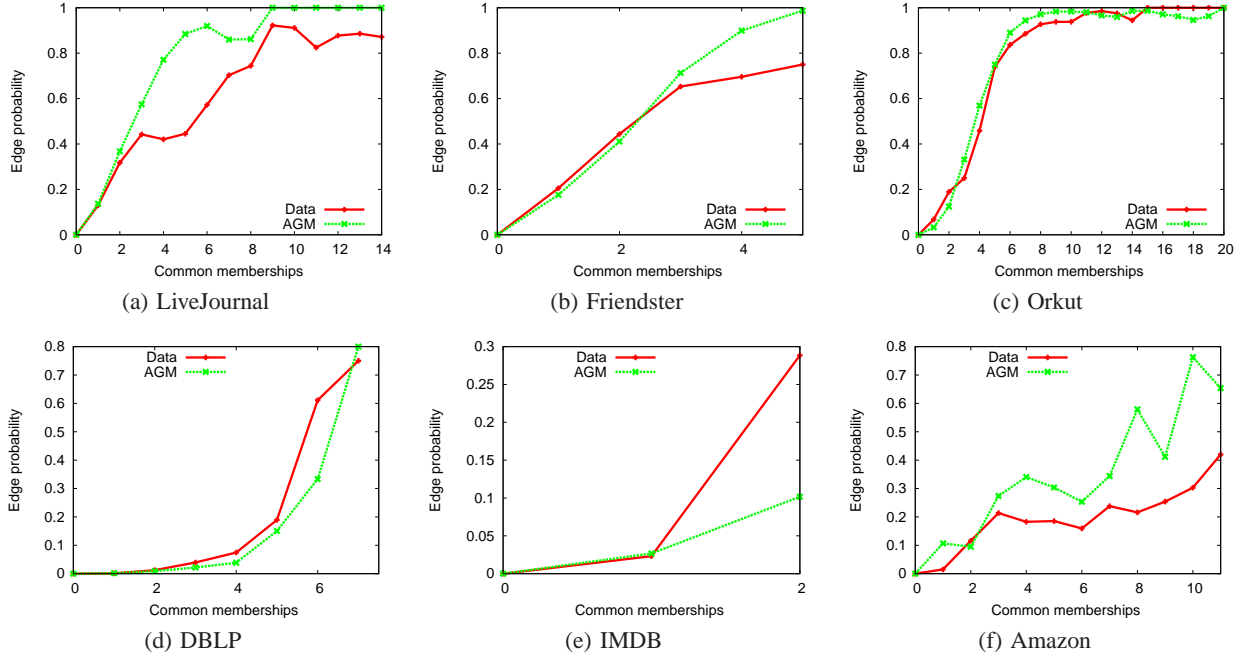 Edge probability
1
0.8
0.6
0.4
0.2
0
0 2 4 6 8 10 12 14
Common memberships
Data
AGM
(a) LiveJournal
Edge probability
1
0.8
0.6
0.4
0.2
0
0 2 4
Common memberships
Data
AGM
(b) Friendster
Edge probability
1
0.8
0.6
0.4
0.2
0
0 2 4 6 8 10 12 14 16 18 20
Common memberships
Data
AGM
(c) Orkut
Edge probability
0.8
0.7
0.6
0.5
0.4
0.3
0.2
0.1
0
0 2 4 6
Common memberships
Data
AGM
(d) DBLP
Edge probability
0.3
0.25
0.2
0.15
0.1
0.05
0
0 2
Common memberships
Data
AGM
(e) IMDB
Edge probability
0.8
0.7
0.6
0.5
0.4
0.3
0.2
0.1
0
0 2 4 6 8 10
Common memberships
Data
AGM
(f) Amazon